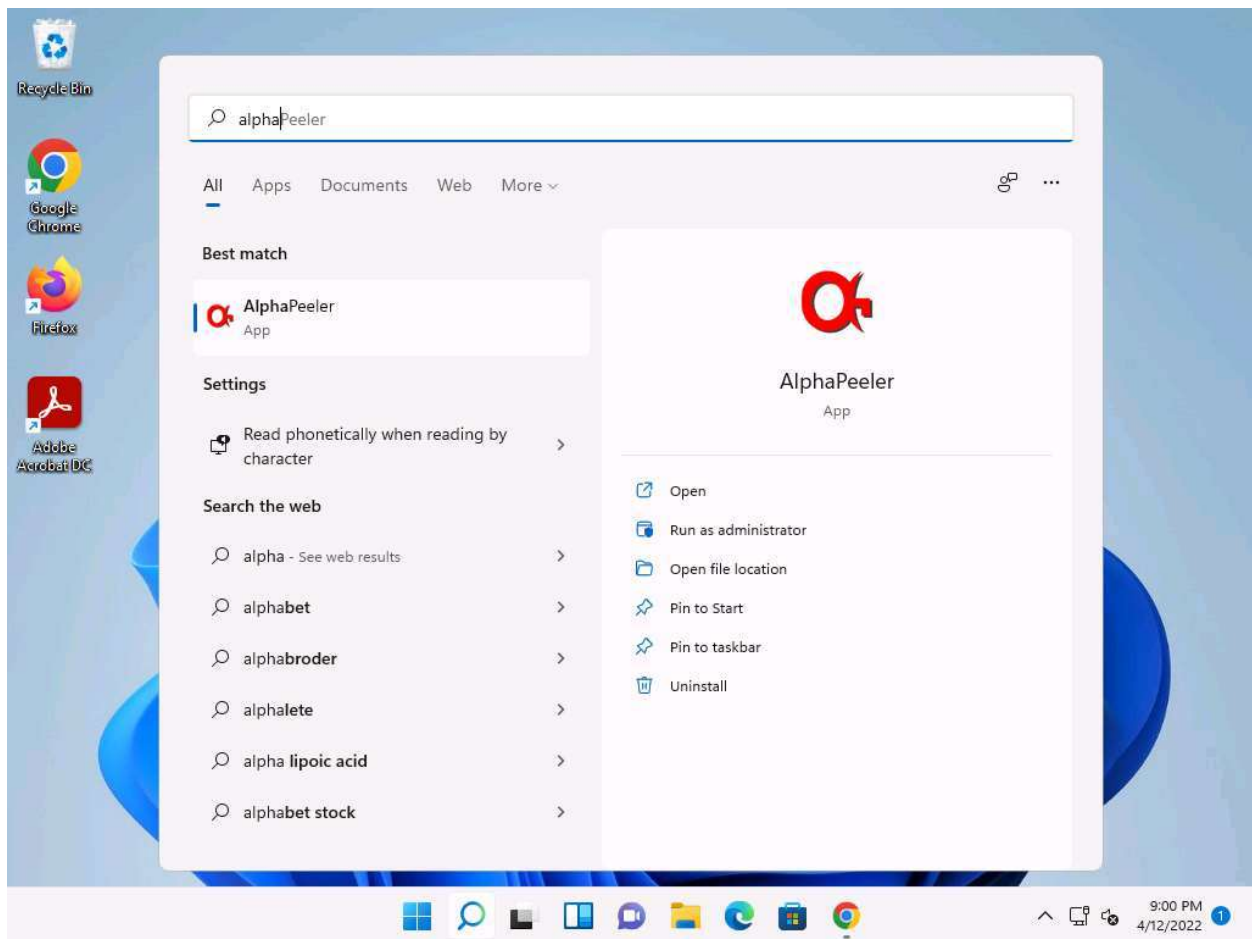 Recycle Bin
Google
Chrome
Firefox
Adobe
Acrobat DC
alphaPeeler
All Apps Documents Web More
Best match
AlphaPeeler
App
Settings
Read phonetically when reading by
character
Search the web
alpha - See web results
alphabet
alphabroder
alphalete
alpha lipoic acid
alphabet stock
AlphaPeeler
App
Open
Run as administrator
Open file location
Pin to Start
Pin to taskbar
Uninstall
9:00 PM
4/12/2022
1